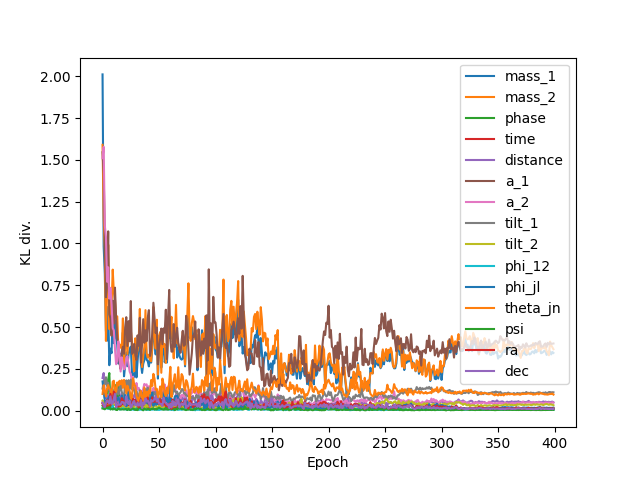 KL div.
2.00
1.75
1.50
1.25
1.00
0.75
0.50
0.25
0.00
0
50
100
150
200
250
300
350
400
Epoch
mass_1
mass_2
phase
time
distance
a_1
a_2
tilt_1
tilt_2
phi_12
phi_jl
theta_jn
psi
ra
dec